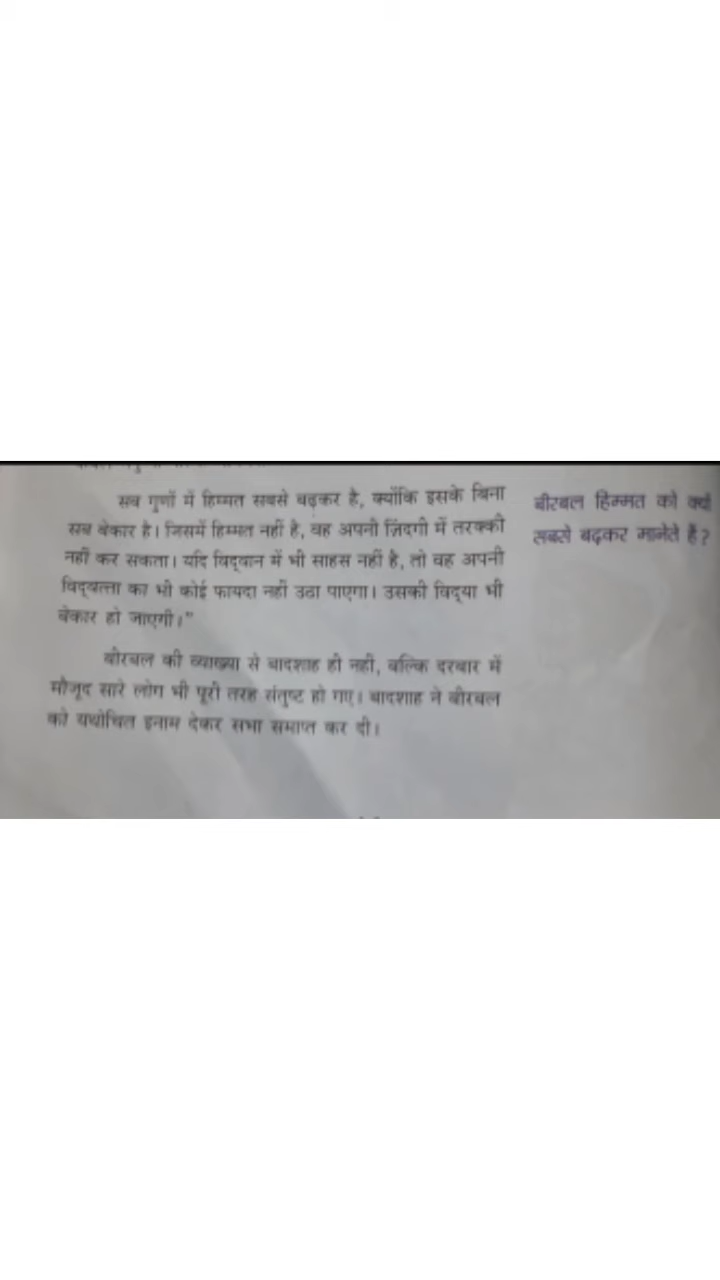 सब गुणों में हिम्मत सबसे बढ़कर है, क्योंकि इसके बिना
सब बेकार है। जिसमें हिम्मत नहीं है, वह अपनी ज़िंदगी में तरक्की
नहीं कर सकता। यदि विद्वान में भी साहस नहीं है, तो वह अपनी
विद्वत्ता का भी कोई फायदा नहीं उठा पाएगा। उसकी विद्या भी
बेकार हो जाएगी।"
बीरबल की व्याख्या से बादशाह ही नहीं, बल्कि दरबार में
मौजूद सारे लोग भी पूरी तरह संतुष्ट हो गए। बादशाह ने बीरबल
को यथोचित इनाम देकर सभा समाप्त कर दी।
बीरबल हिम्मत को क्यों
सबसे बढ़कर मानते हैं?